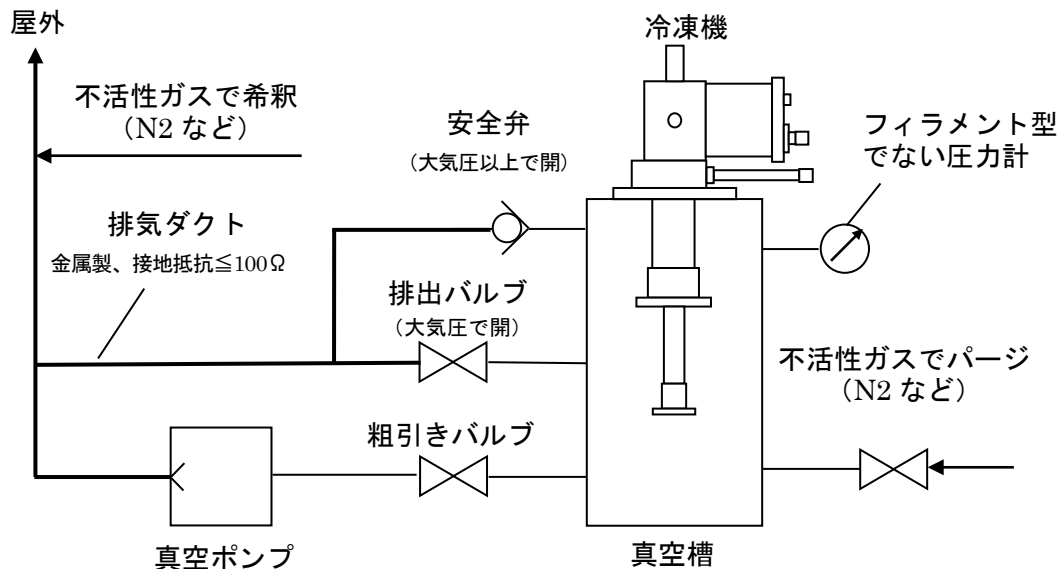 屋外
冷凍機
不活性ガスで希釈
（N2 など）
安全弁
（大気圧以上で開）
フィラメント型
でない圧力計
排気ダクト
金属製、接地抵抗≦100Ω
排出バルブ
（大気圧で開）
不活性ガスでパージ
（N2 など）
粗引きバルブ
真空ポンプ
真空槽